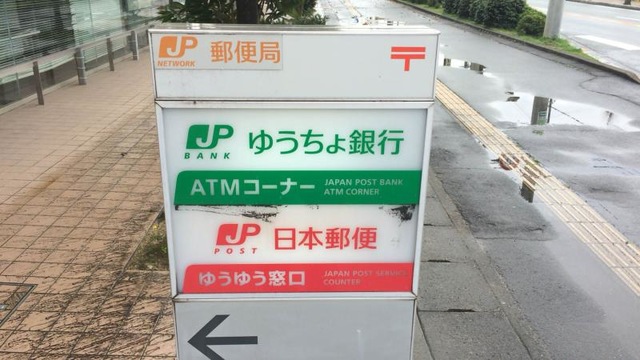 JP 郵便局 〒
NETWORK
JP ゆうちょ銀行
BANK
ATMコーナー JAPAN POST BANK
ATM CORNER
JP 日本郵便
POST
ゆうゆう窓口 JAPAN POST SERVICE
COUNTER